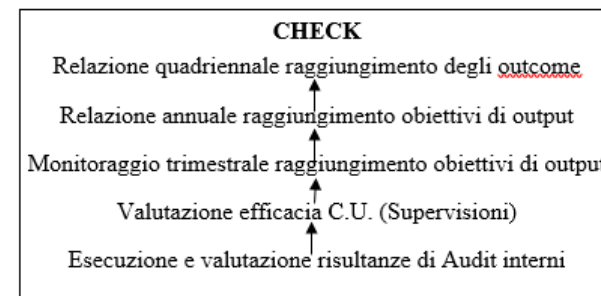 CHECK
Relazione quadriennale raggiungimento degli outcome
Relazione annuale raggiungimento obiettivi di output
Monitoraggio trimestrale raggiungimento obiettivi di output
Valutazione efficacia C.U. (Supervisioni)
Esecuzione e valutazione risultanze di Audit interni